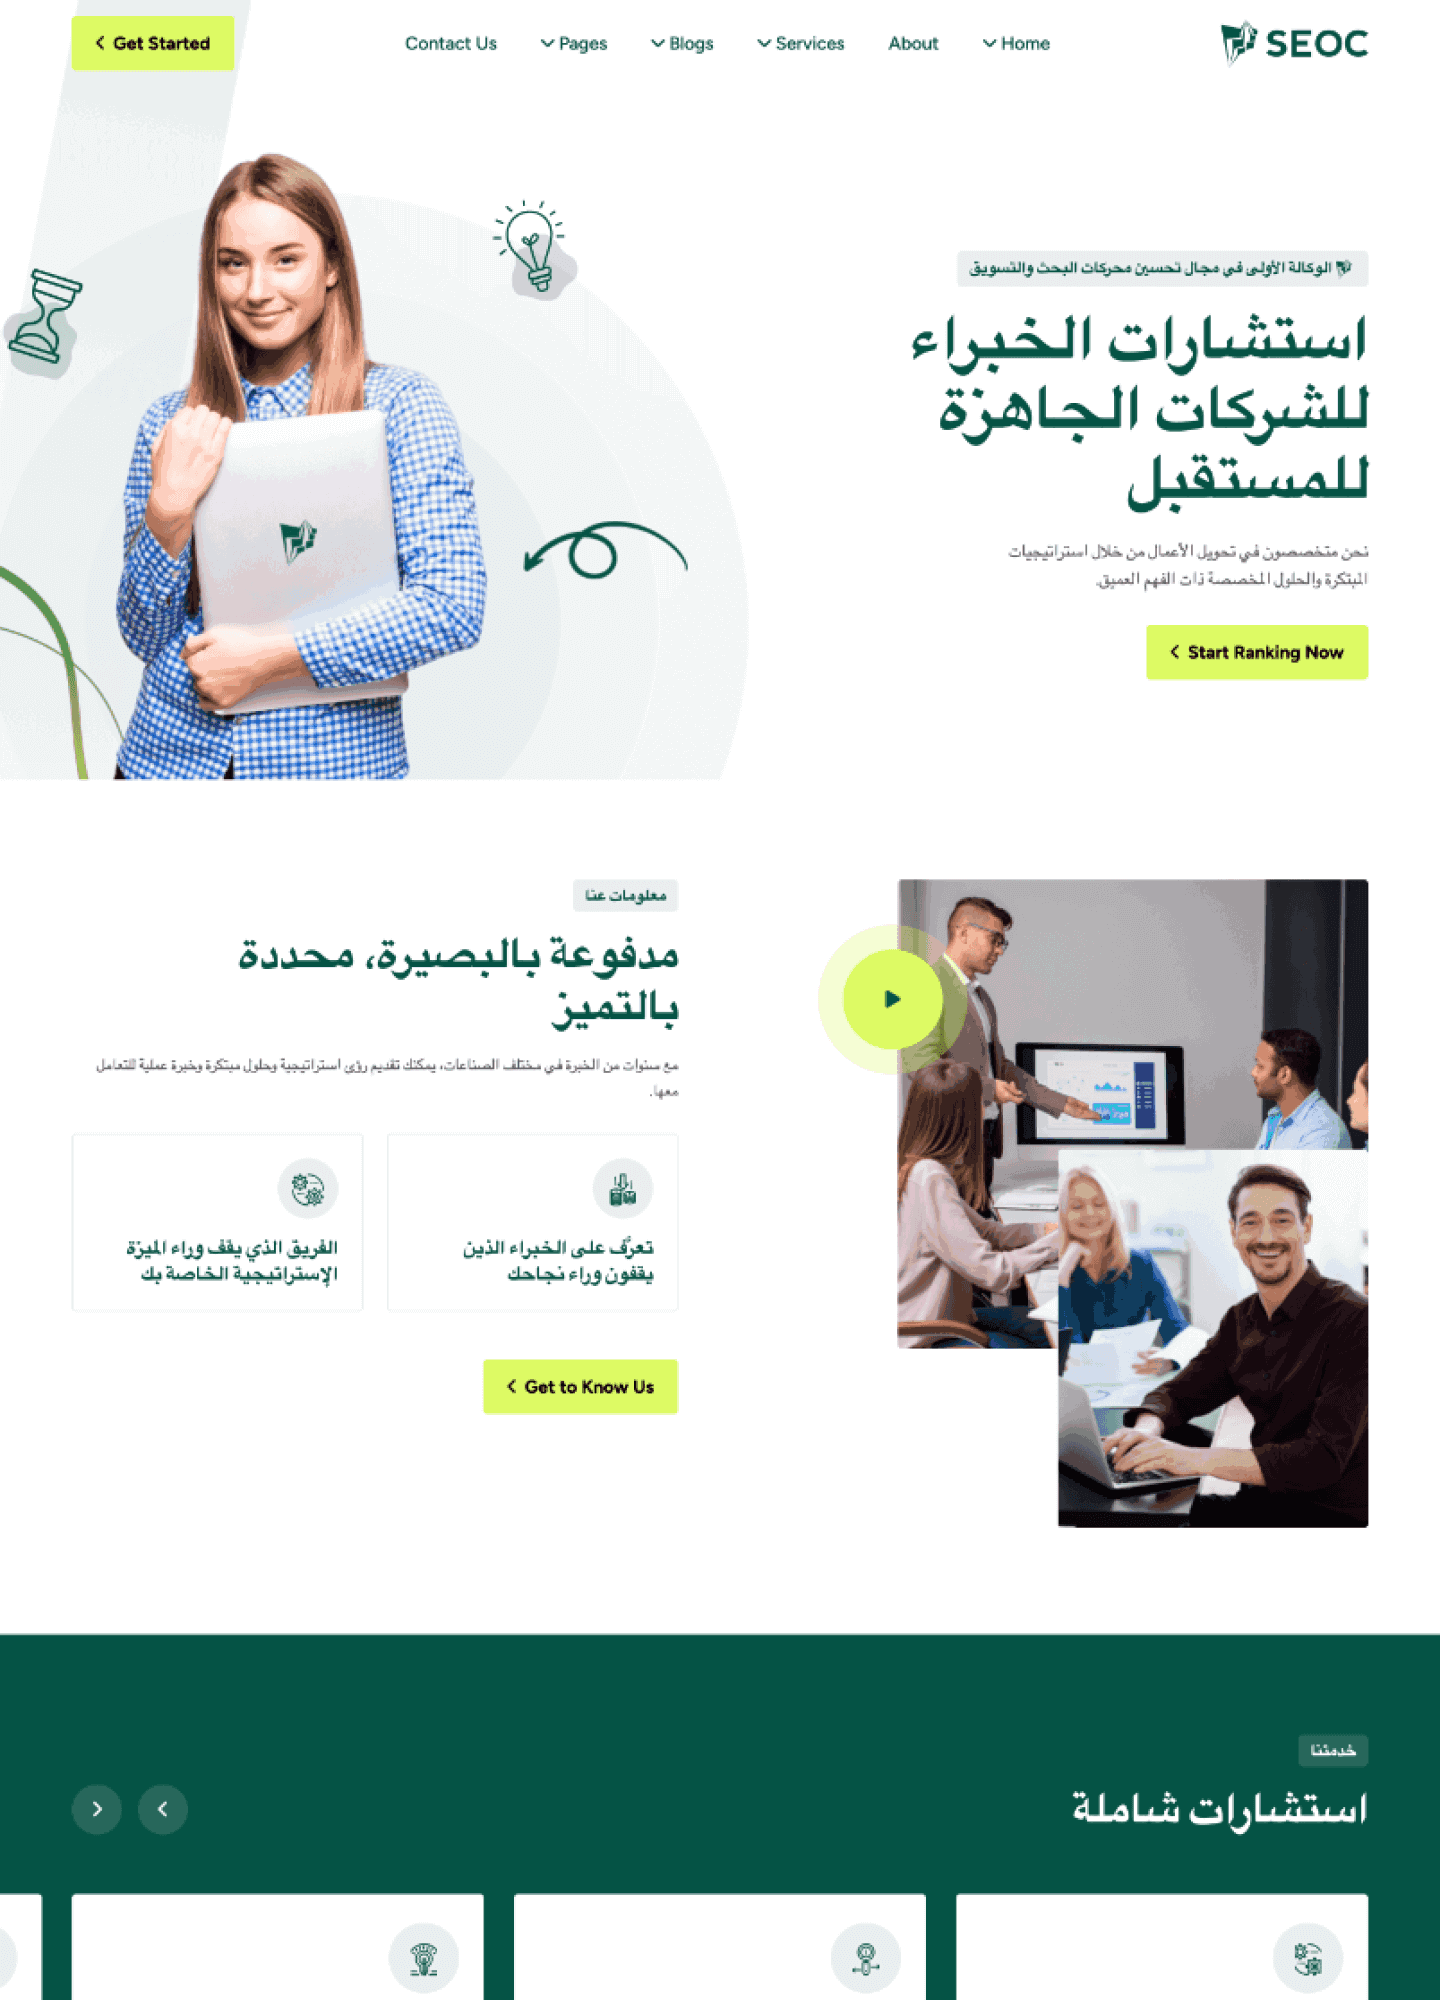 SEOC
Home
About
Services
Blogs
Pages
Contact Us
Get Started
الوكالة الأولى في مجال تحسين محركات البحث والتسويق
استشارات الخبراء
للشركات الجاهزة
للمستقبل
نحن متخصصون في تحويل الأعمال من خلال استراتيجيات
المبتكرة والحلول المخصصة ذات الفهم العميق.
Start Ranking Now
معلومات عنا
مدفوعة بالبصيرة، محددة
بالتميز
مع سنوات من الخبرة في مختلف الصناعات، يمكنك تقديم رؤى استراتيجية وحلول مبتكرة وخبرة عملية للتعامل
معها.
تعرَّف على الخبراء الذين
يقفون وراء نجاحك
الفريق الذي يقف وراء الميزة
الإستراتيجية الخاصة بك
Get to Know Us
خدمتنا
استشارات شاملة